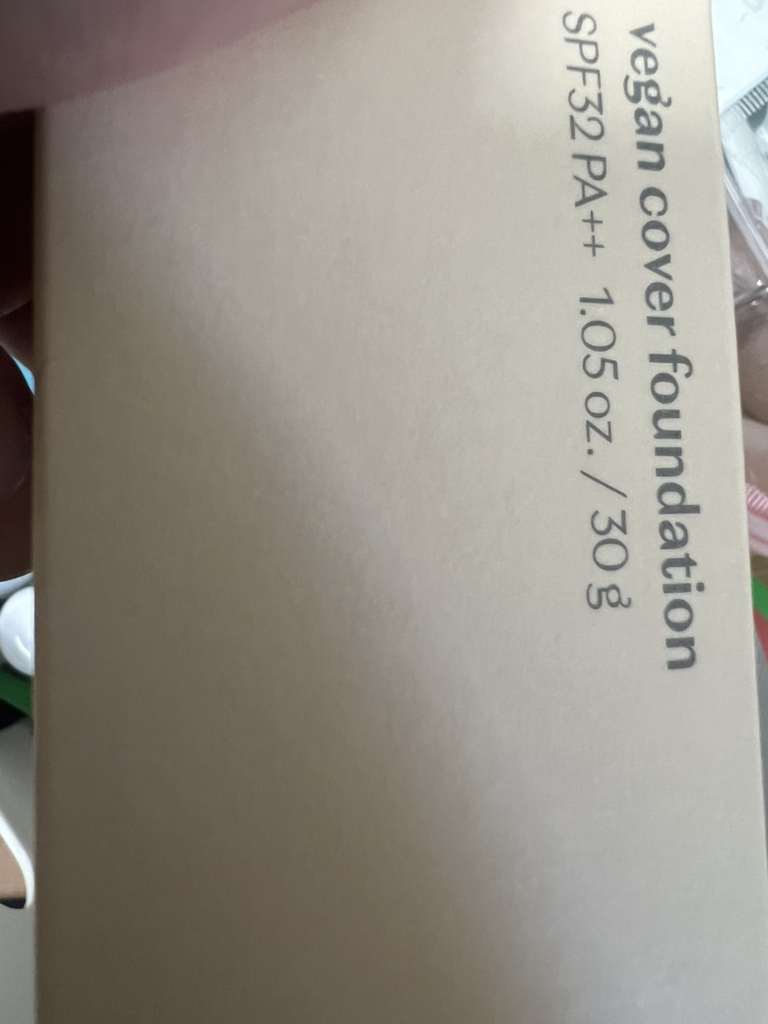 vegan cover foundation
SPF32 PA++ 1.05 oz. / 30 g